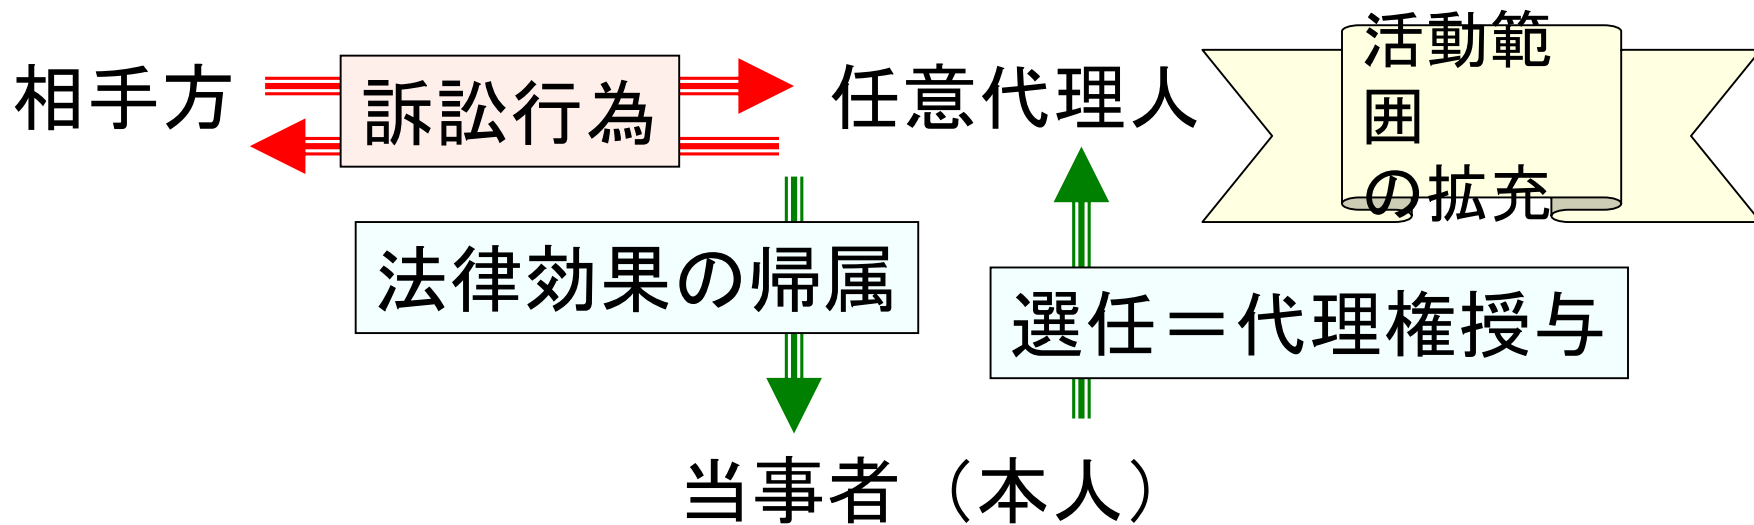 相手方
訴訟行為
任意代理人
活動範
囲
の拡充
法律効果の帰属
選任＝代理権授与
当事者（本人）